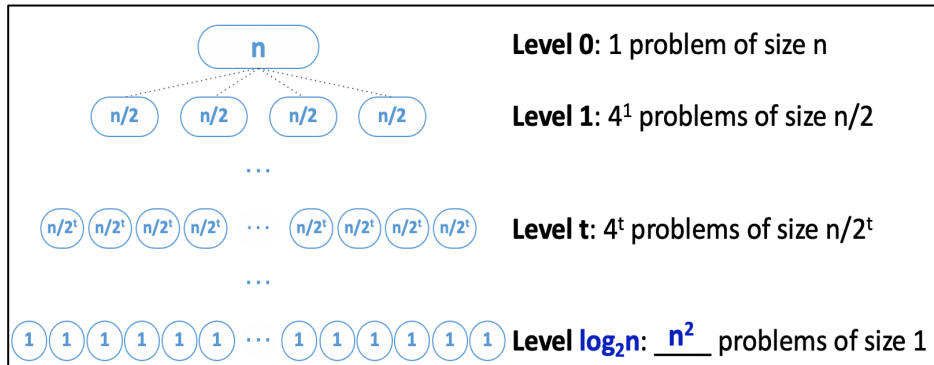 n
Level 0: 1 problem of size n
n/2 n/2 n/2 n/2
Level 1: 4¹ problems of size n/2
...
n/2ᵗ n/2ᵗ n/2ᵗ n/2ᵗ ... n/2ᵗ n/2ᵗ n/2ᵗ n/2ᵗ
Level t: 4ᵗ problems of size n/2ᵗ
...
1 1 1 1 1 1 ... 1 1 1 1 1 1
Level log₂n: n² problems of size 1